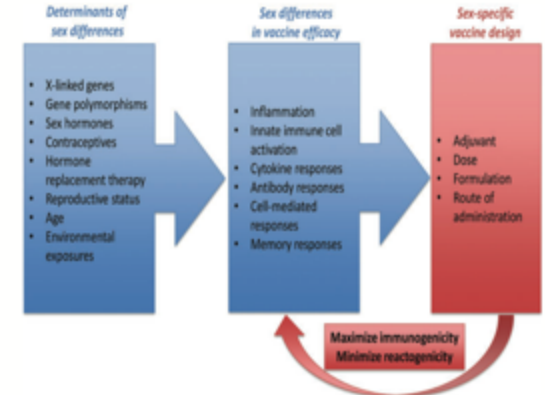 Determinants of
sex differences
Sex differences
in vaccine efficacy
Sex-specific
vaccine design
• X-linked genes
• Gene polymorphisms
• Sex hormones
• Contraceptives
• Hormone
replacement therapy
• Reproductive status
• Age
• Environmental
exposures
• Inflammation
• Innate immune cell
activation
• Cytokine responses
• Antibody responses
• Cell-mediated
responses
• Memory responses
• Adjuvant
• Dose
• Formulation
• Route of
administration
Maximize immunogenicity
Minimize reactogenicity